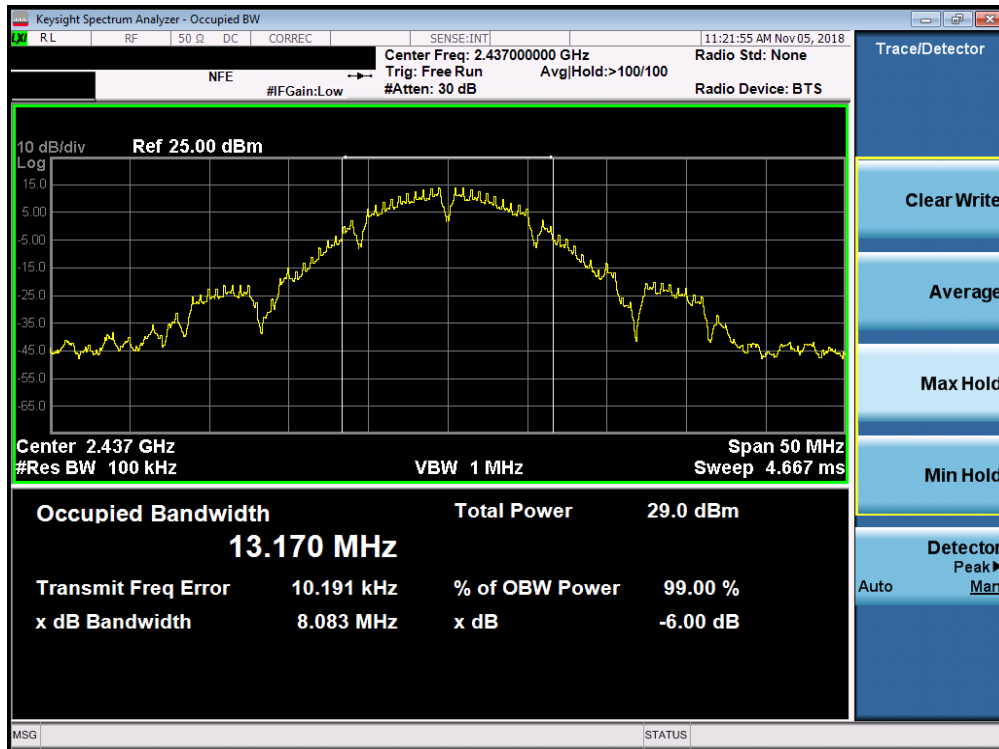 Keysight Spectrum Analyzer - Occupied BW
LXI RL RF 50 Ω DC CORREC SENSE:INT 11:21:55 AM Nov 05, 2018
NFE
#IFGain:Low
Center Freq: 2.437000000 GHz
Trig: Free Run Avg|Hold:>100/100
#Atten: 30 dB
Radio Std: None
Radio Device: BTS
10 dB/div Ref 25.00 dBm
Log
15.0
5.00
-5.00
-15.0
-25.0
-35.0
-45.0
-55.0
-65.0
Center 2.437 GHz Span 50 MHz
#Res BW 100 kHz VBW 1 MHz Sweep 4.667 ms
Occupied Bandwidth Total Power 29.0 dBm
13.170 MHz
Transmit Freq Error 10.191 kHz % of OBW Power 99.00 %
x dB Bandwidth 8.083 MHz x dB -6.00 dB
Trace/Detector
Clear Write
Average
Max Hold
Min Hold
Detector
Peak▶
Auto Man
MSG STATUS